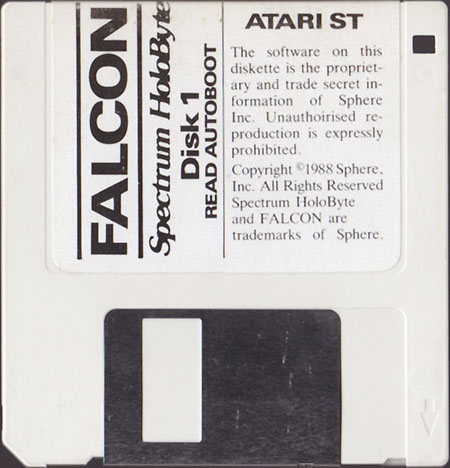 FALCON
Spectrum HoloByte
Disk 1
READ AUTOBOOT
ATARI ST
The software on this
diskette is the propriet-
ary and trade secret in-
formation of Sphere
Inc. Unauthoirised re-
production is expressly
prohibited.
Copyright ©1988 Sphere,
Inc. All Rights Reserved
Spectrum HoloByte
and FALCON are
trademarks of Sphere.